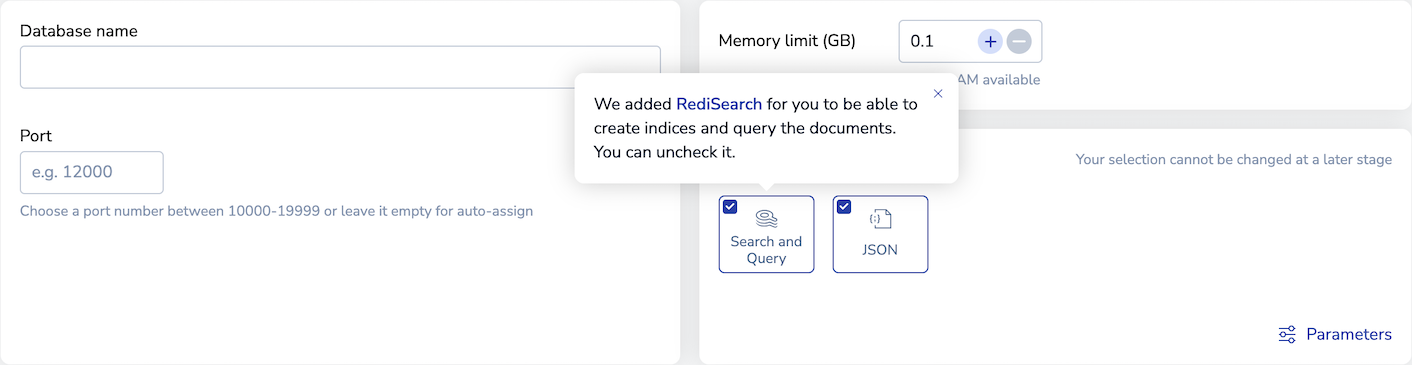 Database name
Port
e.g. 12000
Choose a port number between 10000-19999 or leave it empty for auto-assign
Memory limit (GB)
0.1
AM available
We added RediSearch for you to be able to
create indices and query the documents.
You can uncheck it.
Your selection cannot be changed at a later stage
Search and
Query
JSON
Parameters